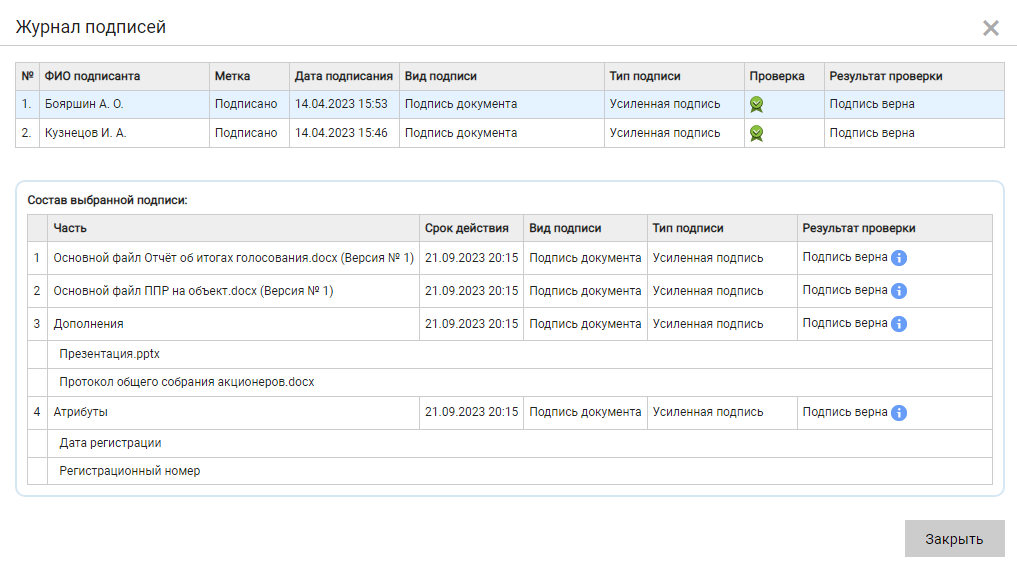 Журнал подписей
№ ФИО подписанта Метка Дата подписания Вид подписи Тип подписи Проверка Результат проверки
1. Бояршин А. О. Подписано 14.04.2023 15:53 Подпись документа Усиленная подпись Подпись верна
2. Кузнецов И. А. Подписано 14.04.2023 15:46 Подпись документа Усиленная подпись Подпись верна
Состав выбранной подписи:
Часть Срок действия Вид подписи Тип подписи Результат проверки
1 Основной файл Отчёт об итогах голосования.docx (Версия № 1) 21.09.2023 20:15 Подпись документа Усиленная подпись Подпись верна
2 Основной файл ППР на объект.docx (Версия № 1) 21.09.2023 20:15 Подпись документа Усиленная подпись Подпись верна
3 Дополнения 21.09.2023 20:15 Подпись документа Усиленная подпись Подпись верна
Презентация.pptx
Протокол общего собрания акционеров.docx
4 Атрибуты 21.09.2023 20:15 Подпись документа Усиленная подпись Подпись верна
Дата регистрации
Регистрационный номер
Закрыть